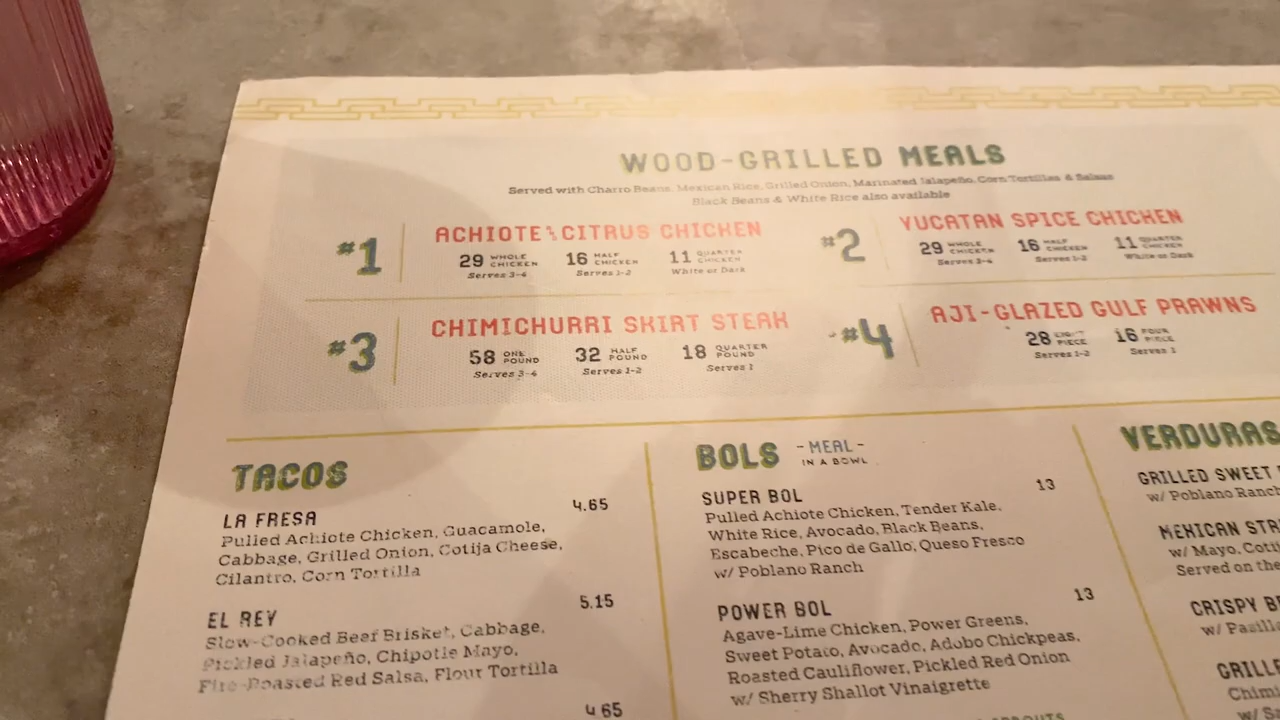 WOOD-GRILLED MEALS
Served with Charro Beans, Mexican Rice, Grilled Onion, Marinated Jalapeño, Corn Tortillas & Salsas
Black Beans & White Rice also available
#1 ACHIOTE & CITRUS CHICKEN
29 WHOLE CHICKEN 16 HALF CHICKEN 11 QUARTER CHICKEN
Serves 3-4 Serves 1-2 White or Dark
#2 YUCATAN SPICE CHICKEN
29 WHOLE CHICKEN 16 HALF CHICKEN 11 QUARTER CHICKEN
Serves 3-4 Serves 1-2 White or Dark
#3 CHIMICHURRI SKIRT STEAK
58 ONE POUND 32 HALF POUND 18 QUARTER POUND
Serves 3-4 Serves 1-2 Serves 1
#4 AJI-GLAZED GULF PRAWNS
28 EIGHT PIECE 16 FOUR PIECE
Serves 1-2 Serves 1
TACOS
LA FRESA 4.65
Pulled Achiote Chicken, Guacamole,
Cabbage, Grilled Onion, Cotija Cheese,
Cilantro, Corn Tortilla
EL REY 5.15
Slow-Cooked Beef Brisket, Cabbage,
Pickled Jalapeño, Chipotle Mayo,
Fire-Roasted Red Salsa, Flour Tortilla
4.65
BOLS -MEAL-
IN A BOWL
SUPER BOL 13
Pulled Achiote Chicken, Tender Kale,
White Rice, Avocado, Black Beans,
Escabeche, Pico de Gallo, Queso Fresco
w/ Poblano Ranch
POWER BOL 13
Agave-Lime Chicken, Power Greens,
Sweet Potato, Avocado, Adobo Chickpeas,
Roasted Cauliflower, Pickled Red Onion
w/ Sherry Shallot Vinaigrette
SPROUTS
VERDURAS
GRILLED SWEET
w/ Poblano Ranch
MEXICAN
w/ Mayo,
Served on the
CRISPY
w/